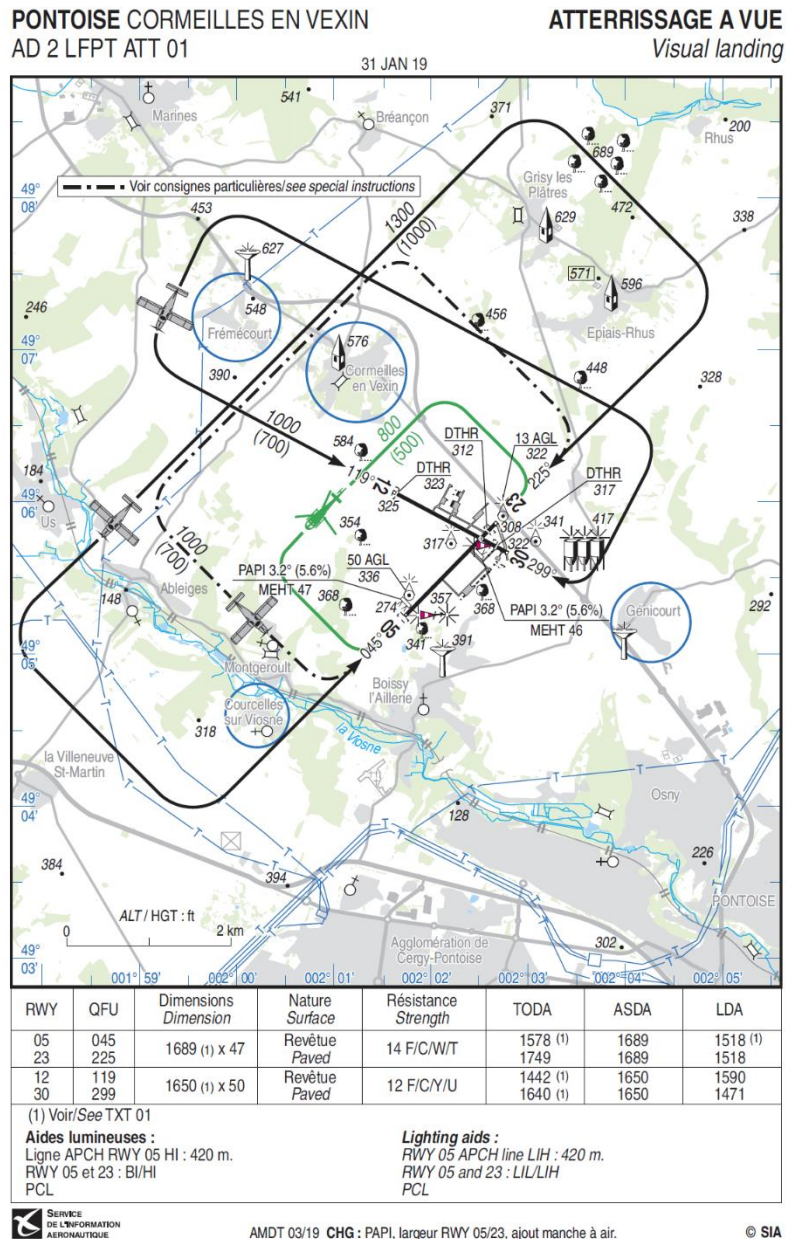 PONTOISE CORMEILLES EN VEXIN
ATTERRISSAGE A VUE
AD 2 LFPT ATT 01
Visual landing
31 JAN 19
541
Marines
Bréançon
371
200
Rhus
689
Voir consignes particulières/see special instructions
Grisy les
Plâtres
49°
08'
453
1300
(1000)
629
472
338
627
571
596
246
548
Frémécourt
456
Epiais-Rhus
49°
07'
576
390
Cormeilles
en Vexin
448
328
1000
(700)
800
(500)
DTHR
312
13 AGL
322
584
119°
12
DTHR
323
325
23
225°
DTHR
317
184
49°
06'
Us
354
317
308
322
341
417
30
299°
1000
(700)
50 AGL
336
PAPI 3.2° (5.6%)
MEHT 47
148
Ableiges
368
274
357
368
PAPI 3.2° (5.6%)
MEHT 46
Génicourt
292
05
045°
341
391
49°
05'
Montgeroult
Boissy
l'Aillerie
Courcelles
sur Viosne
318
la Viosne
la Villeneuve
St-Martin
49°
04'
128
Osny
226
384
394
PONTOISE
ALT / HGT : ft
0
2 km
Agglomération de
Cergy-Pontoise
302
49°
03'
001°59
002°00
002°01
002°02
002°03
002°04
002°05
RWY QFU Dimensions Nature Résistance TODA ASDA LDA
Dimension Surface Strength
05 045 1689 (1) x 47 Revêtue 14 F/C/W/T 1578 (1) 1689 1518 (1)
23 225 Paved 1749 1689 1518
12 119 1650 (1) x 50 Revêtue 12 F/C/Y/U 1442 (1) 1650 1590
30 299 Paved 1640 (1) 1650 1471
(1) Voir/See TXT 01
Aides lumineuses :
Ligne APCH RWY 05 HI : 420 m.
RWY 05 et 23 : BI/HI
PCL
Lighting aids :
RWY 05 APCH line LIH : 420 m.
RWY 05 and 23 : LIL/LIH
PCL
SERVICE
DE L'INFORMATION
AERONAUTIQUE
AMDT 03/19 CHG : PAPI, largeur RWY 05/23, ajout manche à air.
© SIA